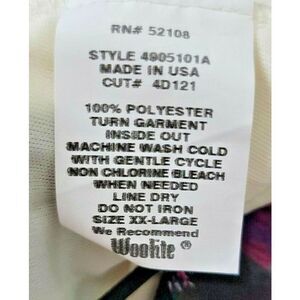 RN# 52108
STYLE 4905101A
MADE IN USA
CUT# 4D121
100% POLYESTER
TURN GARMENT
INSIDE OUT
MACHINE WASH COLD
WITH GENTLE CYCLE
NON CHLORINE BLEACH
WHEN NEEDED
LINE DRY
DO NOT IRON
SIZE XX-LARGE
We Recommend
Woolite®